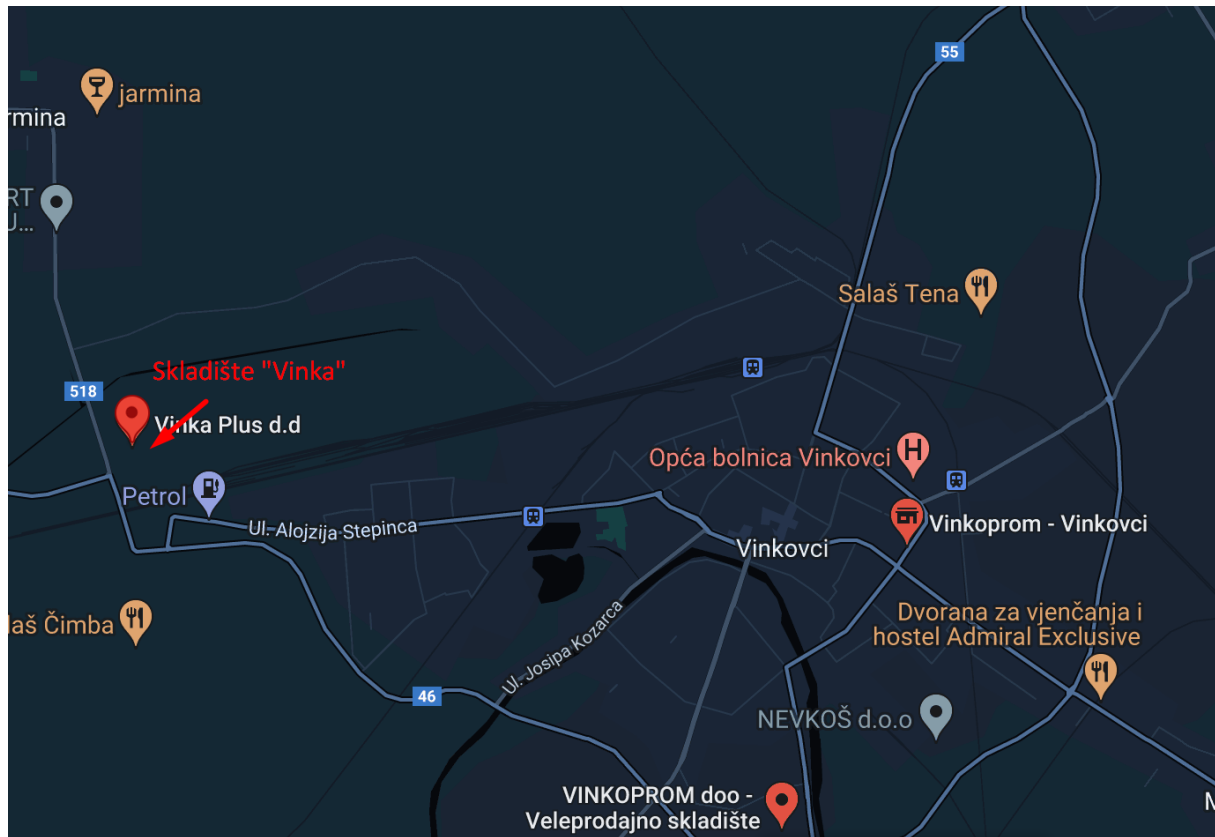 55
jarmina
rmina
RT
J...
Salaš Tena
Skladište "Vinka"
518
Vinka Plus d.d
Opća bolnica Vinkovci
H
Petrol
Ul. Alojzija Stepinca
Vinkoprom - Vinkovci
Vinkovci
laš Čimba
Ul. Josipa Kozarca
Dvorana za vjenčanja i
hostel Admiral Exclusive
46
NEVKOŠ d.o.o
VINKOPROM doo -
Veleprodajno skladište
N